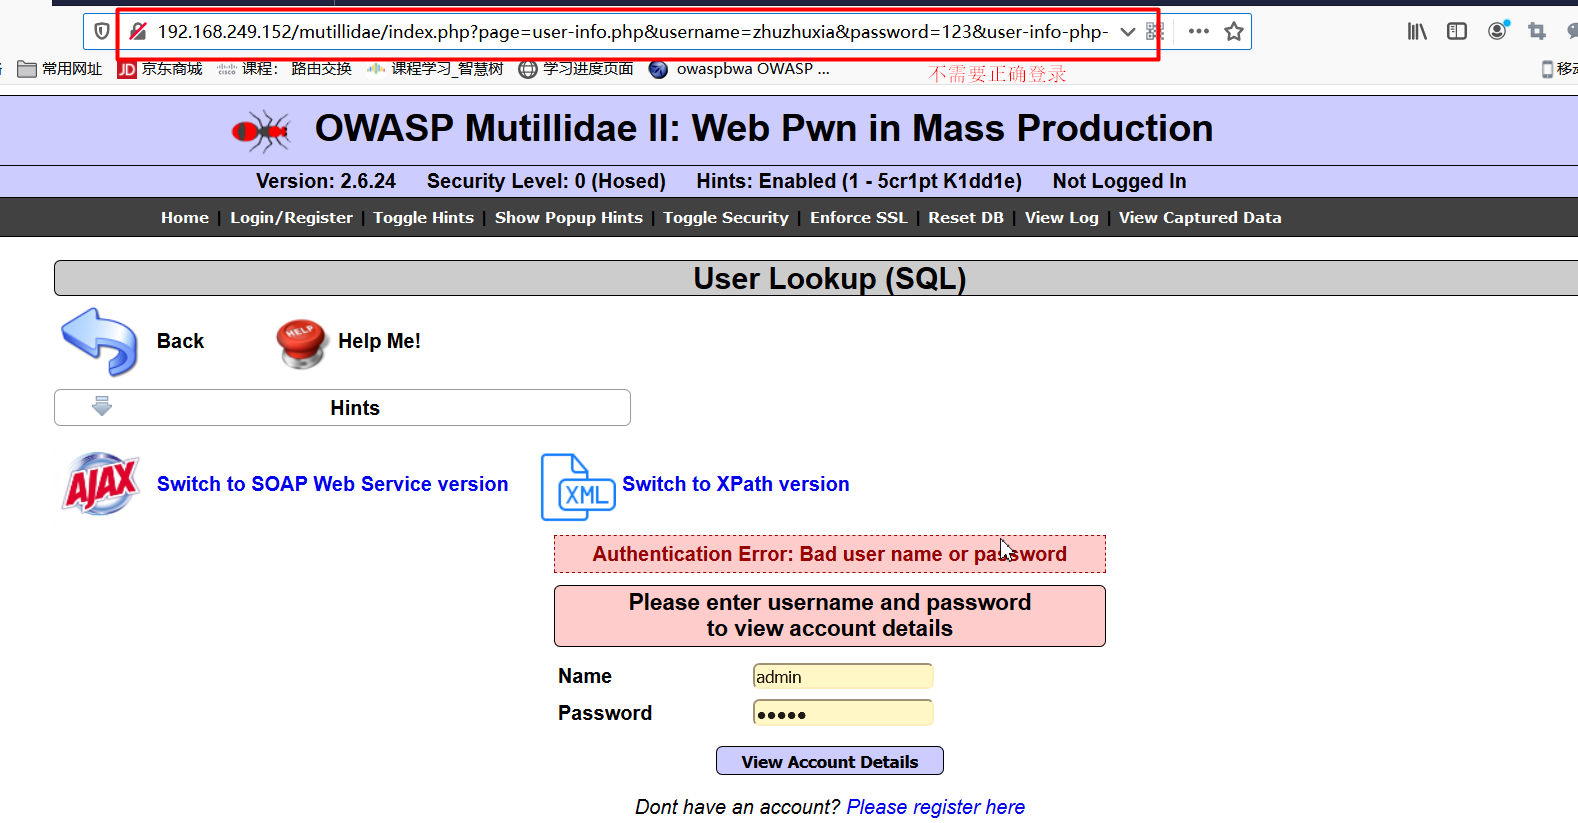 192.168.249.152/mutillidae/index.php?page=user-info.php&username=zhuzhuxia&password=123&user-info-php-
常用网址 JD 京东商城 课程： 路由交换 课程学习_智慧树 学习进度页面 owaspbwa OWASP ...
不需要正确登录
OWASP Mutillidae II: Web Pwn in Mass Production
Version: 2.6.24 Security Level: 0 (Hosed) Hints: Enabled (1 - 5cr1pt K1dd1e) Not Logged In
Home | Login/Register | Toggle Hints | Show Popup Hints | Toggle Security | Enforce SSL | Reset DB | View Log | View Captured Data
User Lookup (SQL)
Back HELP Help Me!
Hints
AJAX Switch to SOAP Web Service version XML Switch to XPath version
Authentication Error: Bad user name or password
Please enter username and password
to view account details
Name admin
Password •••••
View Account Details
Dont have an account? Please register here